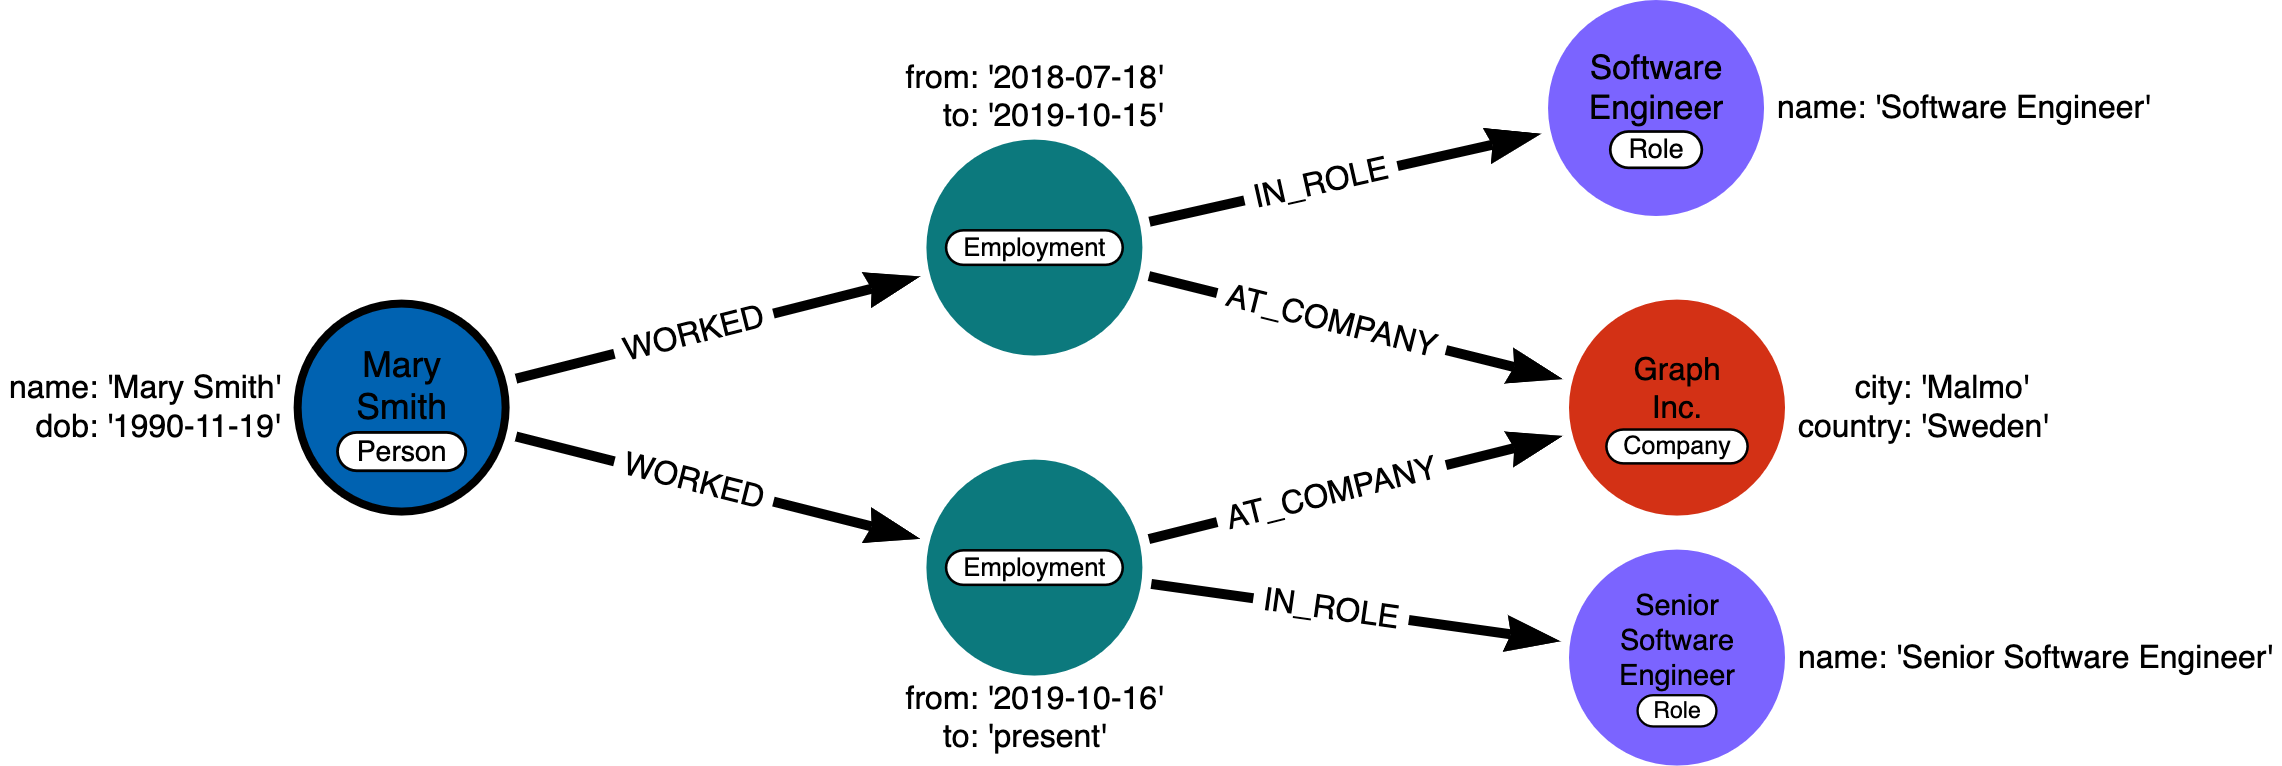 name: 'Mary Smith'
dob: '1990-11-19'
Mary
Smith
Person
WORKED
WORKED
from: '2018-07-18'
to: '2019-10-15'
Employment
Employment
from: '2019-10-16'
to: 'present'
IN_ROLE
AT_COMPANY
AT_COMPANY
IN_ROLE
Software
Engineer
Role
name: 'Software Engineer'
Graph
Inc.
Company
city: 'Malmo'
country: 'Sweden'
Senior
Software
Engineer
Role
name: 'Senior Software Engineer'